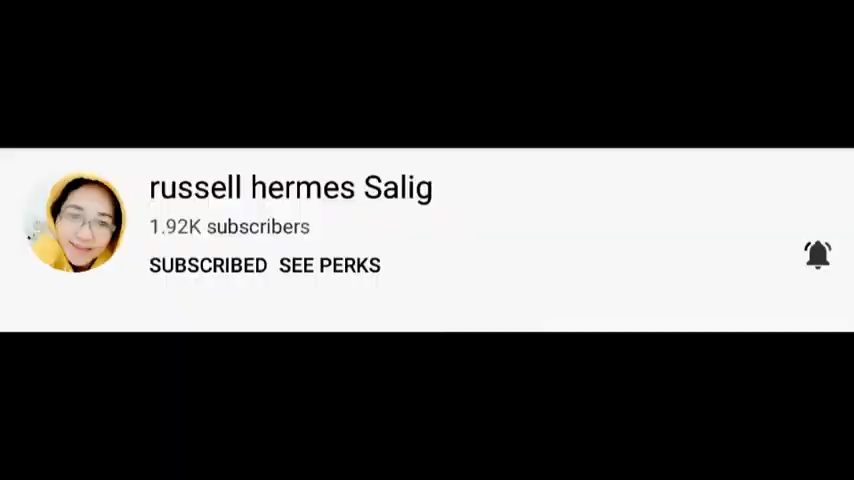 russell hermes Salig
1.92K subscribers
SUBSCRIBED SEE PERKS